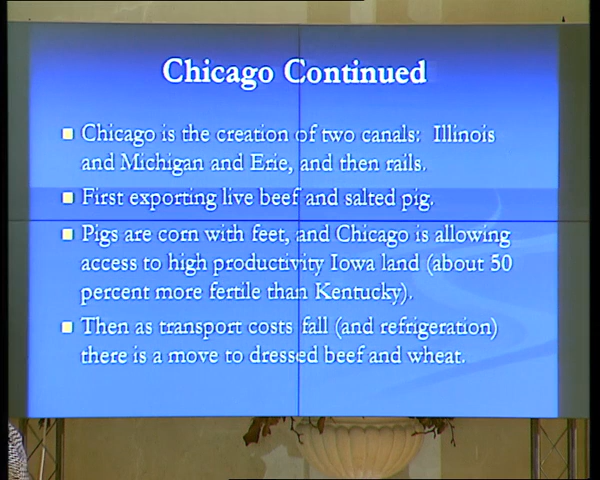 Chicago Continued
Chicago is the creation of two canals: Illinois
and Michigan and Erie, and then rails.
First exporting live beef and salted pig.
Pigs are corn with feet, and Chicago is allowing
access to high productivity Iowa land (about 50
percent more fertile than Kentucky).
Then as transport costs fall (and refrigeration)
there is a move to dressed beef and wheat.